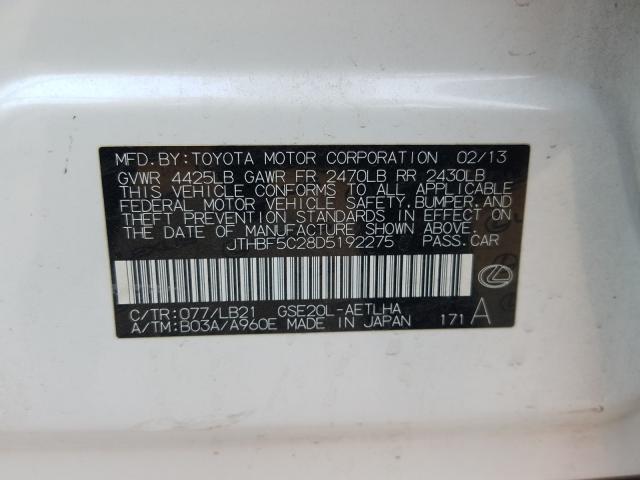 MFD.BY:TOYOTA MOTOR CORPORATION 02/13
GVWR 4425LB GAWR FR 2470LB RR 2430LB
THIS VEHICLE CONFORMS TO ALL APPLICABLE
FEDERAL MOTOR VEHICLE SAFETY,BUMPER,AND
THEFT PREVENTION STANDARDS IN EFFECT ON
THE DATE OF MANUFACTURE SHOWN ABOVE.
JTHBF5C28D5192275 PASS.CAR
C/TR:077/LB21 GSE20L-AETLHA
A/TM:B03A/A960E MADE IN JAPAN 171 A